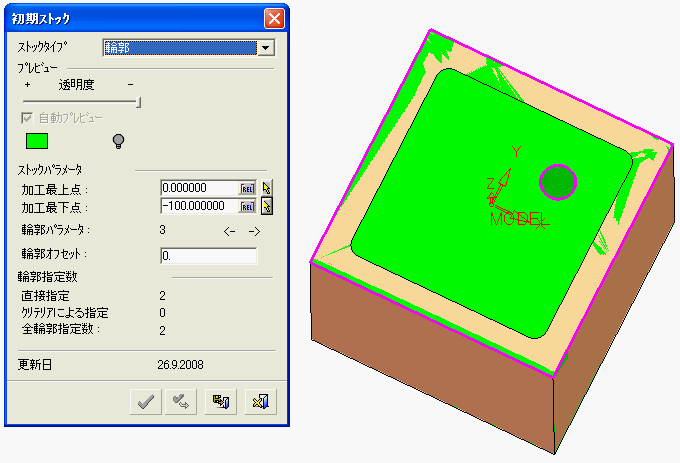 初期ストック
ストックタイプ 輪郭
プレビュー
+ 透明度 -
自動プレビュー
ストックパラメータ
加工最上点: 0.000000 REL
加工最下点: -100.000000 REL
輪郭パラメータ: 3 <- ->
輪郭オフセット: 0.
輪郭指定数
直接指定 2
クリテリアによる指定 0
全輪郭指定数: 2
更新日 26.9.2008
Y
Z
MODEL